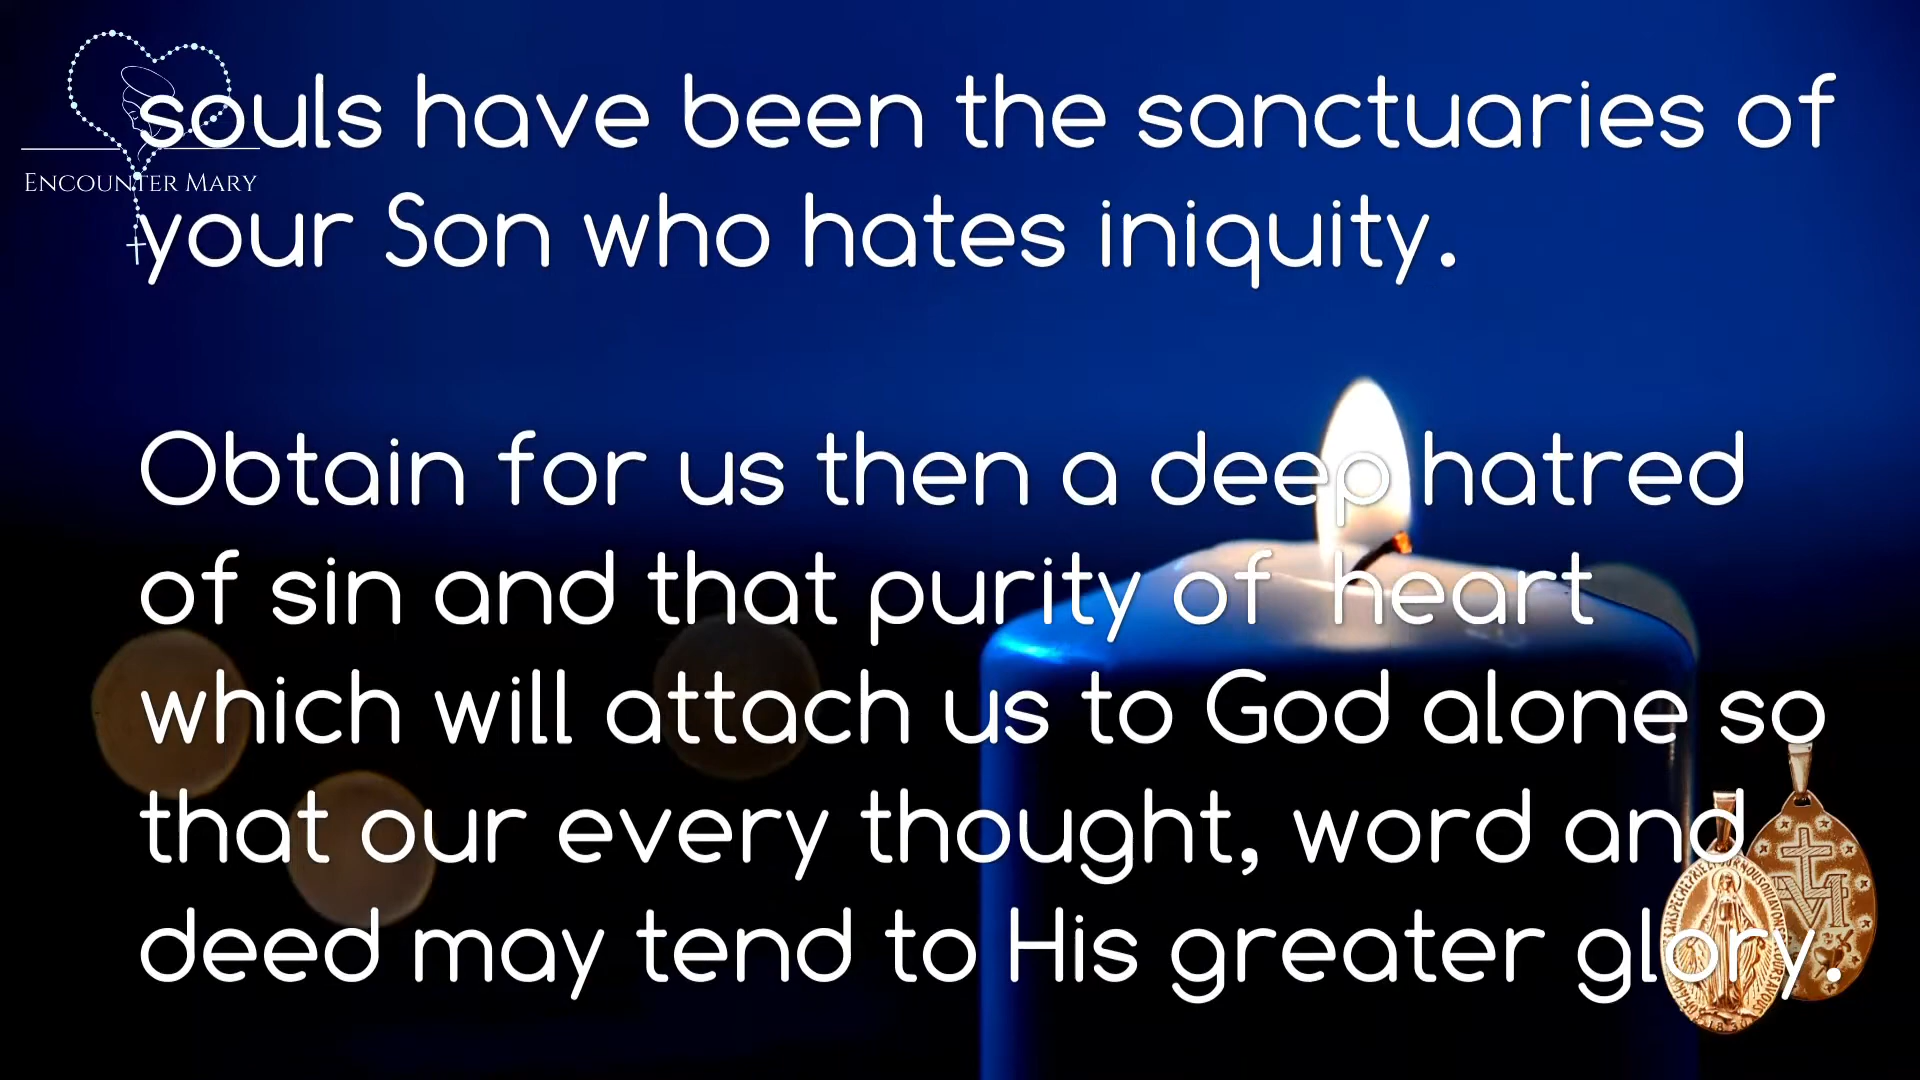 souls have been the sanctuaries of
ENCOUNTER MARY
your Son who hates iniquity.
Obtain for us then a deep hatred
of sin and that purity of heart
which will attach us to God alone so
that our every thought, word and
deed may tend to His greater glory.
1830